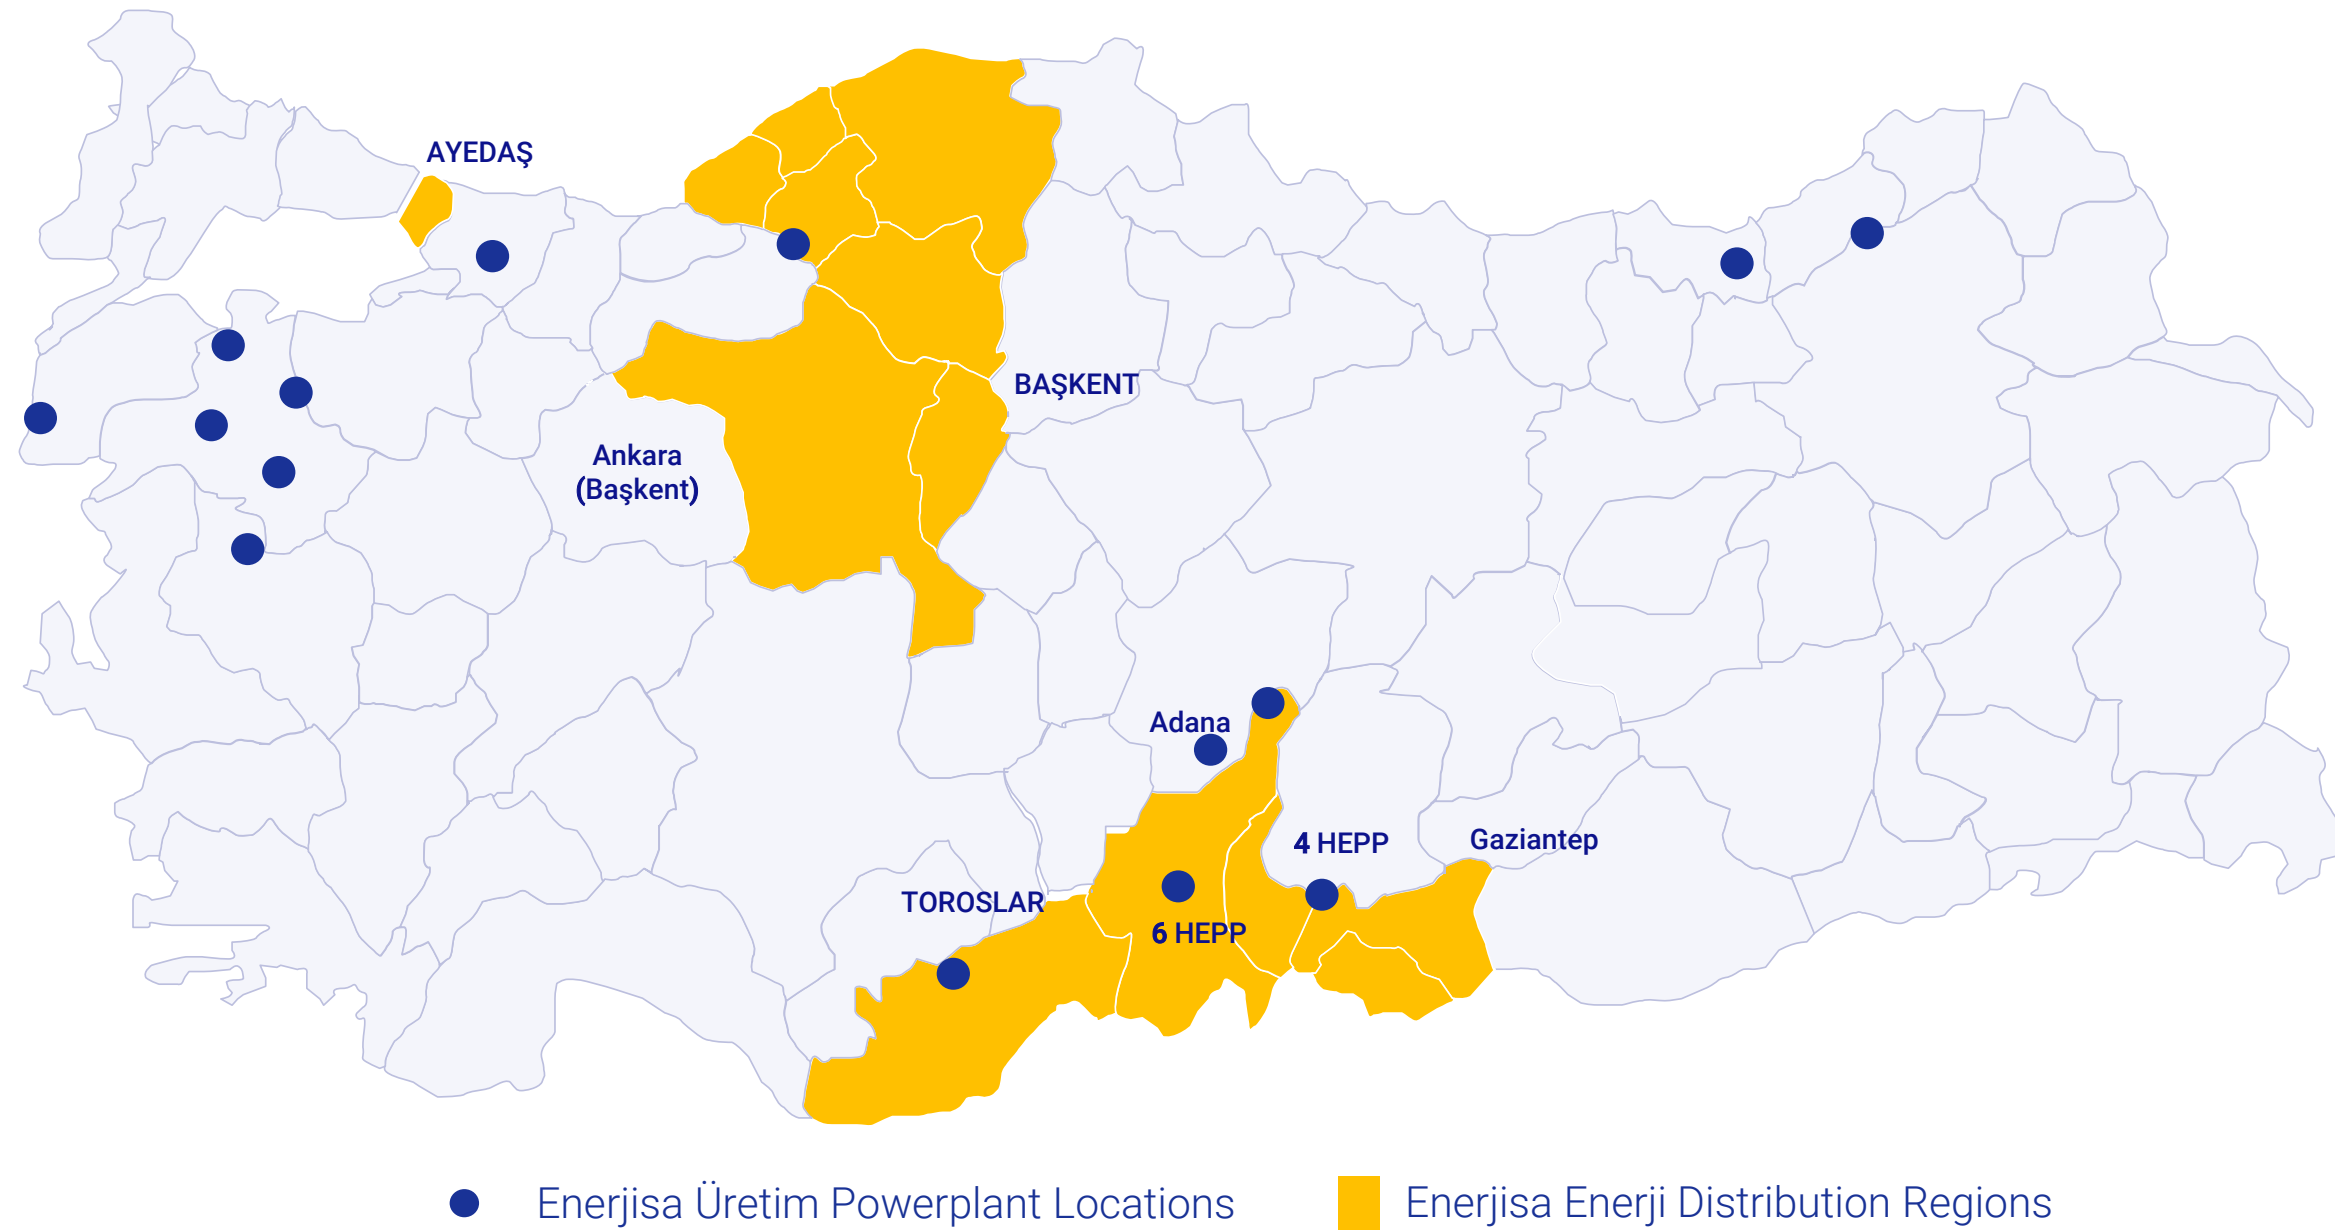 AYEDAŞ
BAŞKENT
Ankara
(Başkent)
Adana
4 HEPP
Gaziantep
TOROSLAR
6 HEPP
Enerjisa Üretim Powerplant Locations
Enerjisa Enerji Distribution Regions